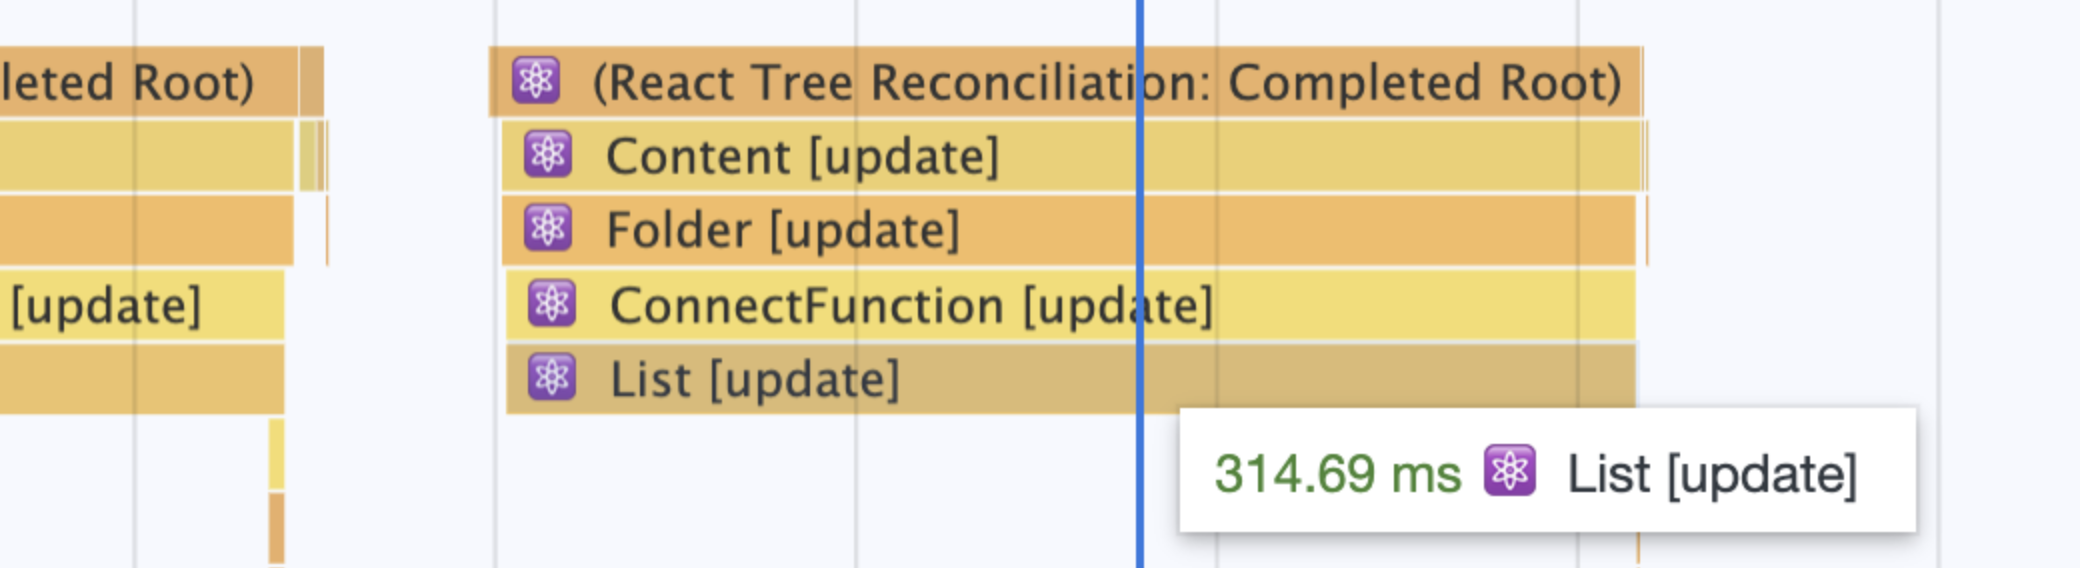 leted Root)
⚛ (React Tree Reconciliation: Completed Root)
⚛ Content [update]
⚛ Folder [update]
[update]
⚛ ConnectFunction [update]
⚛ List [update]
314.69 ms ⚛ List [update]